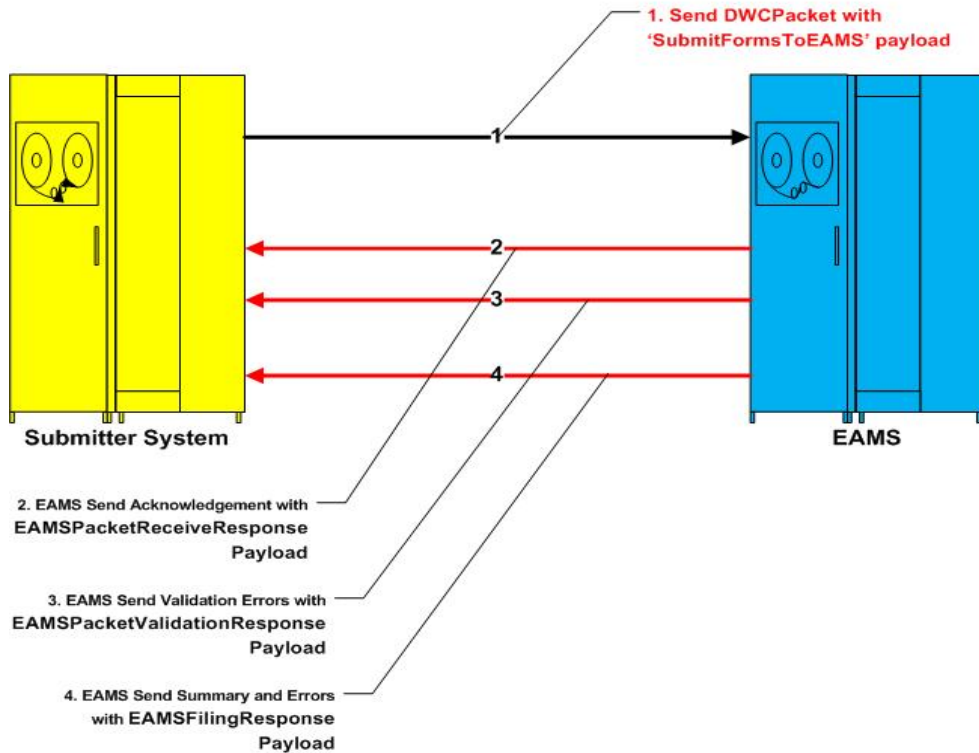 1. Send DWCPacket with
‘SubmitFormsToEAMS’ payload
1
2
3
4
Submitter System
EAMS
2. EAMS Send Acknowledgement with
EAMSPacketReceiveResponse
Payload
3. EAMS Send Validation Errors with
EAMSPacketValidationResponse
Payload
4. EAMS Send Summary and Errors
with EAMSFilingResponse
Payload